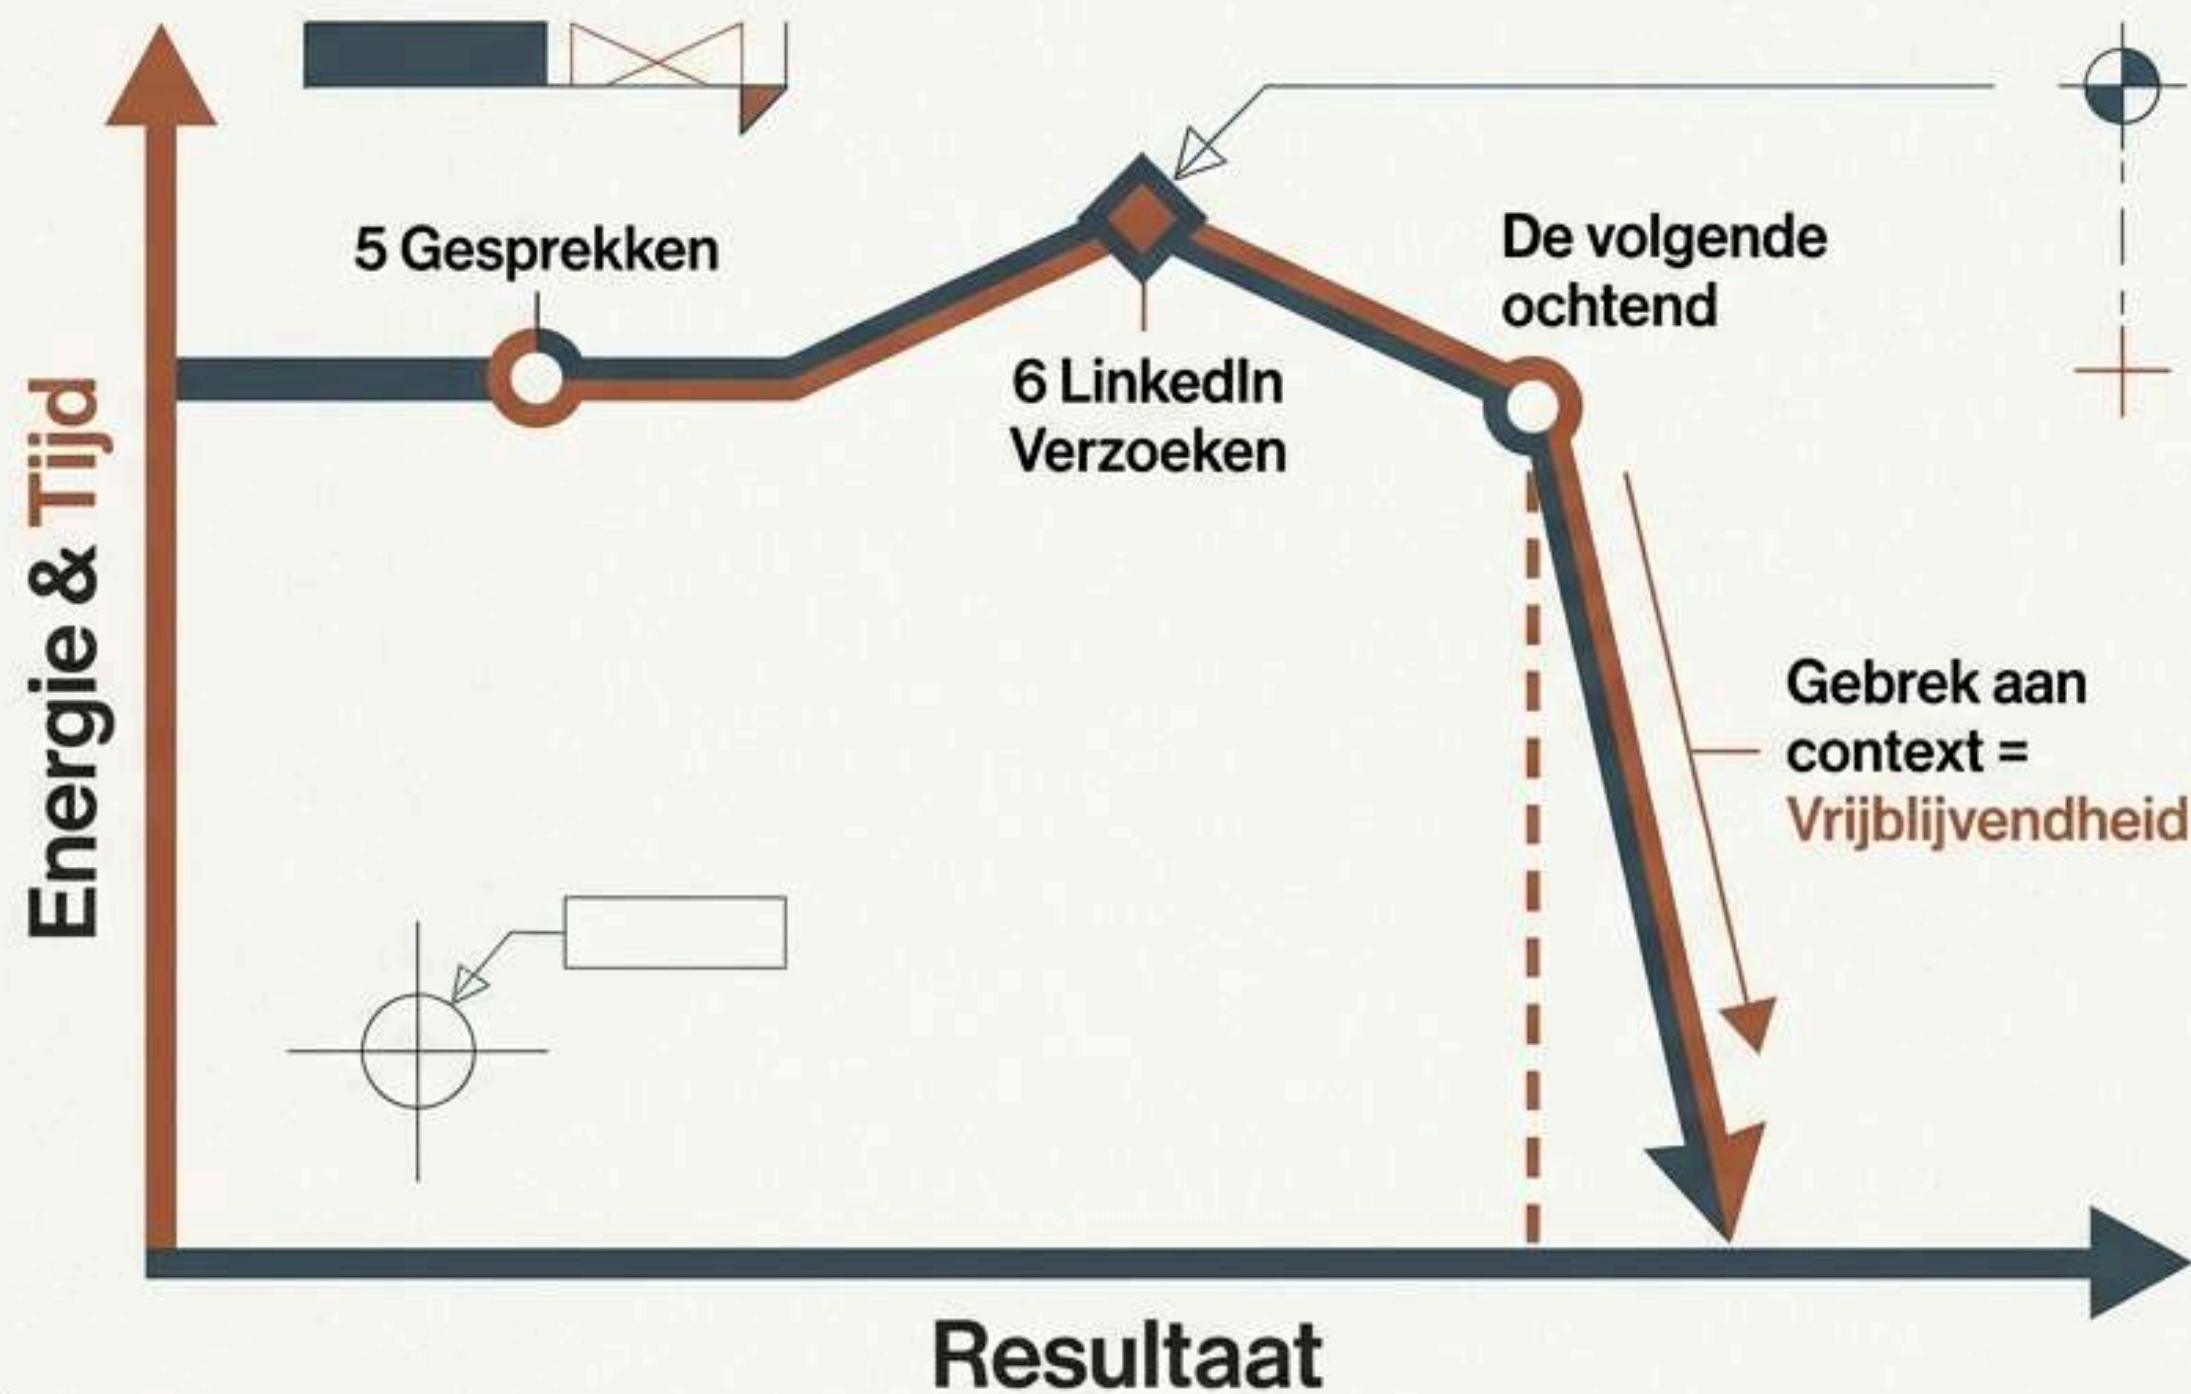 5 Gesprekken
De volgende
ochtend
6 LinkedIn
Verzoeken
Energie & Tijd
Gebrek aan
context =
Vrijblijvendheid
Resultaat